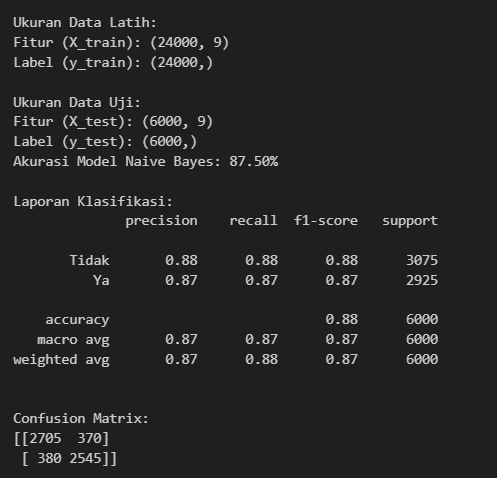 Ukuran Data Latih:
Fitur (X_train): (24000, 9)
Label (y_train): (24000,)
Ukuran Data Uji:
Fitur (X_test): (6000, 9)
Label (y_test): (6000,)
Akurasi Model Naive Bayes: 87.50%
Laporan Klasifikasi:
precision recall f1-score support
Tidak 0.88 0.88 0.88 3075
Ya 0.87 0.87 0.87 2925
accuracy 0.88 6000
macro avg 0.87 0.87 0.87 6000
weighted avg 0.87 0.88 0.87 6000
Confusion Matrix:
[[2705 370]
[ 380 2545]]